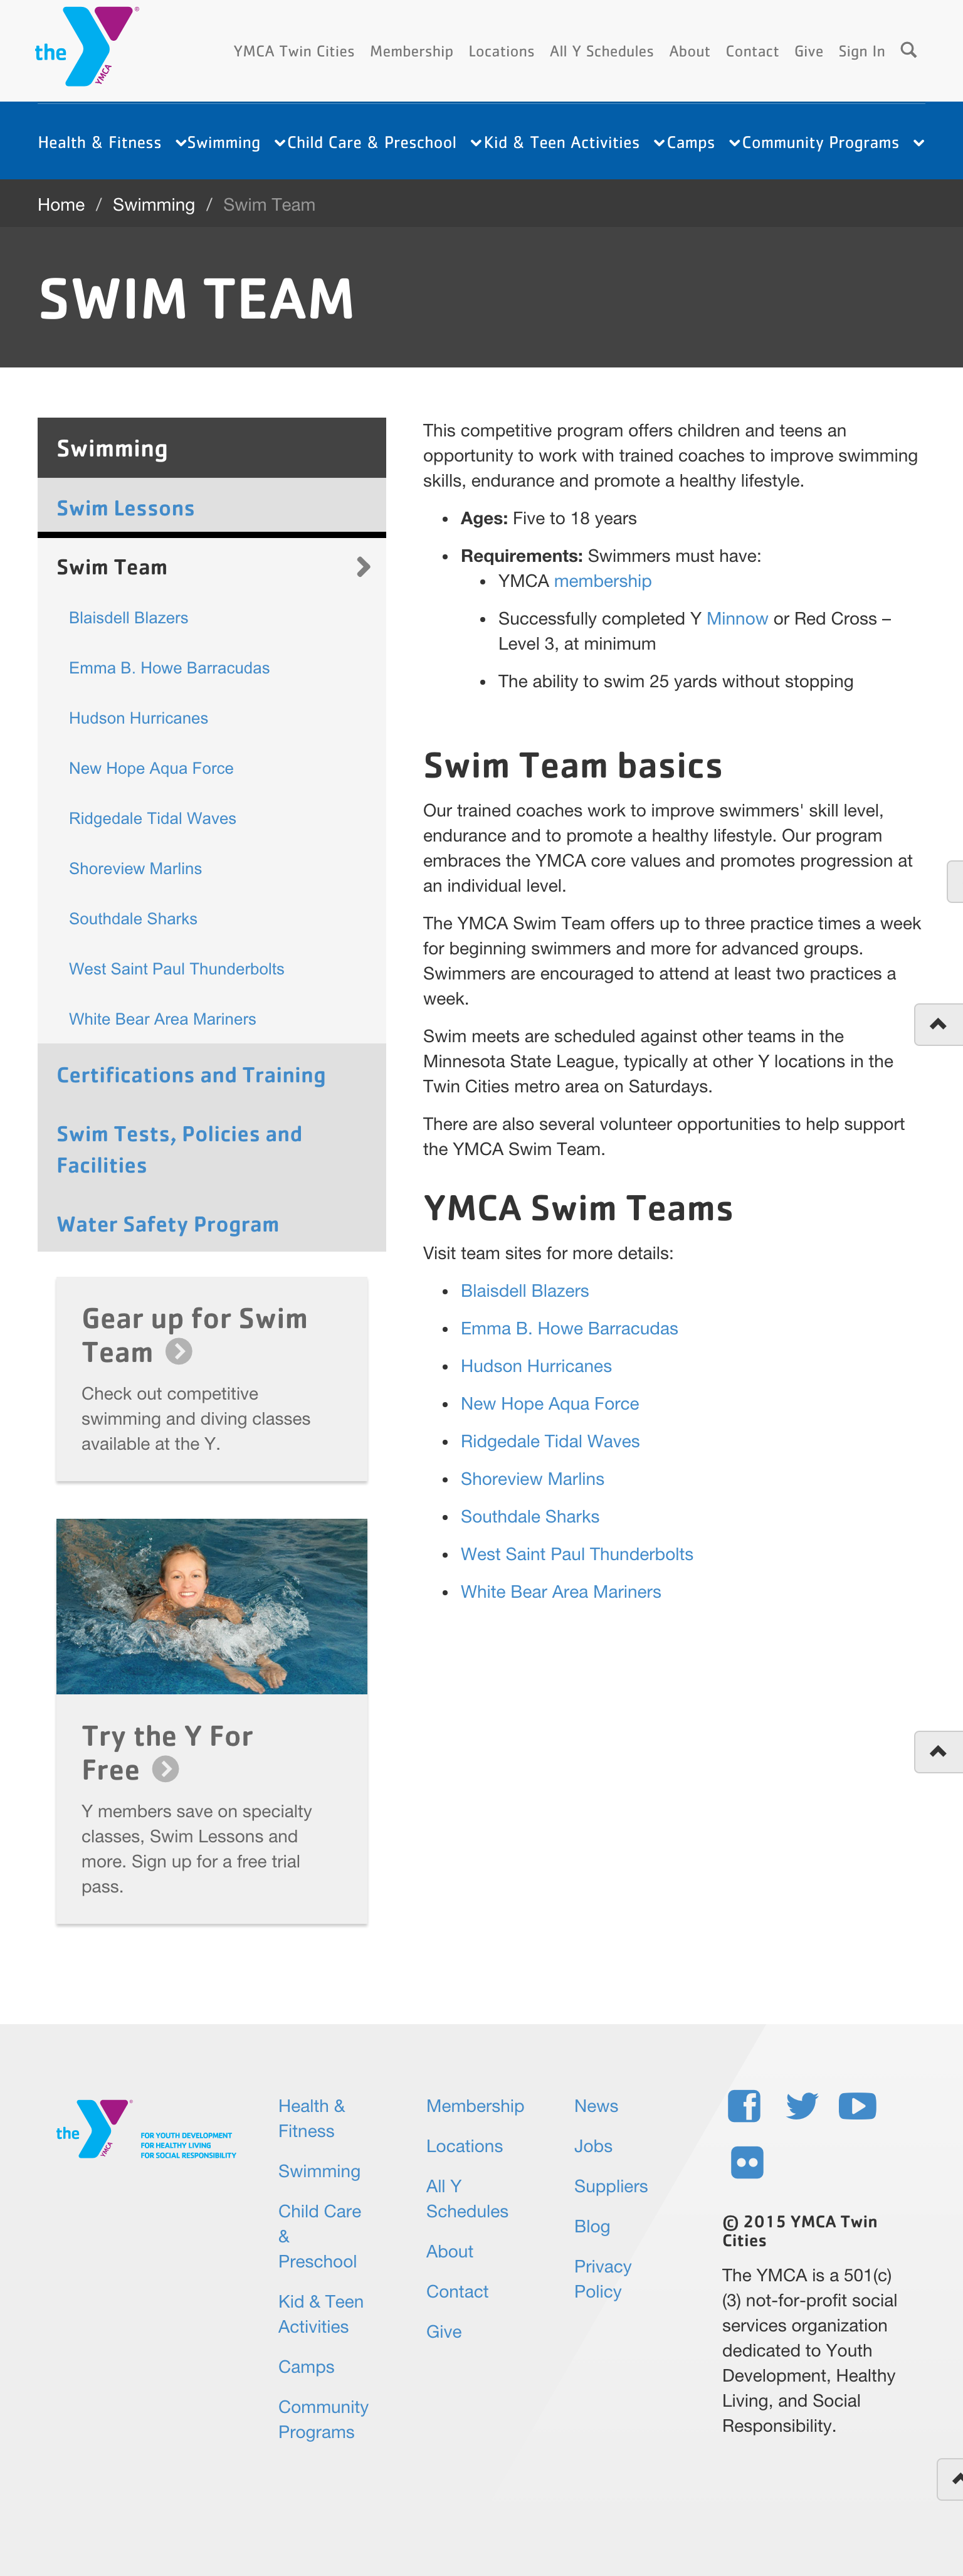 the
YMCA
YMCA Twin Cities Membership Locations All Y Schedules About Contact Give Sign In
Health & Fitness Swimming Child Care & Preschool Kid & Teen Activities Camps Community Programs
Home / Swimming / Swim Team
SWIM TEAM
Swimming
Swim Lessons
Swim Team
Blaisdell Blazers
Emma B. Howe Barracudas
Hudson Hurricanes
New Hope Aqua Force
Ridgedale Tidal Waves
Shoreview Marlins
Southdale Sharks
West Saint Paul Thunderbolts
White Bear Area Mariners
Certifications and Training
Swim Tests, Policies and
Facilities
Water Safety Program
Gear up for Swim
Team
Check out competitive
swimming and diving classes
available at the Y.
Try the Y For
Free
Y members save on specialty
classes, Swim Lessons and
more. Sign up for a free trial
pass.
This competitive program offers children and teens an
opportunity to work with trained coaches to improve swimming
skills, endurance and promote a healthy lifestyle.
• Ages: Five to 18 years
• Requirements: Swimmers must have:
• YMCA membership
• Successfully completed Y Minnow or Red Cross –
Level 3, at minimum
• The ability to swim 25 yards without stopping
Swim Team basics
Our trained coaches work to improve swimmers' skill level,
endurance and to promote a healthy lifestyle. Our program
embraces the YMCA core values and promotes progression at
an individual level.
The YMCA Swim Team offers up to three practice times a week
for beginning swimmers and more for advanced groups.
Swimmers are encouraged to attend at least two practices a
week.
Swim meets are scheduled against other teams in the
Minnesota State League, typically at other Y locations in the
Twin Cities metro area on Saturdays.
There are also several volunteer opportunities to help support
the YMCA Swim Team.
YMCA Swim Teams
Visit team sites for more details:
• Blaisdell Blazers
• Emma B. Howe Barracudas
• Hudson Hurricanes
• New Hope Aqua Force
• Ridgedale Tidal Waves
• Shoreview Marlins
• Southdale Sharks
• West Saint Paul Thunderbolts
• White Bear Area Mariners
the
YMCA
FOR YOUTH DEVELOPMENT
FOR HEALTHY LIVING
FOR SOCIAL RESPONSIBILITY
Health &
Fitness
Swimming
Child Care
&
Preschool
Kid & Teen
Activities
Camps
Community
Programs
Membership
Locations
All Y
Schedules
About
Contact
Give
News
Jobs
Suppliers
Blog
Privacy
Policy
© 2015 YMCA Twin
Cities
The YMCA is a 501(c)
(3) not-for-profit social
services organization
dedicated to Youth
Development, Healthy
Living, and Social
Responsibility.